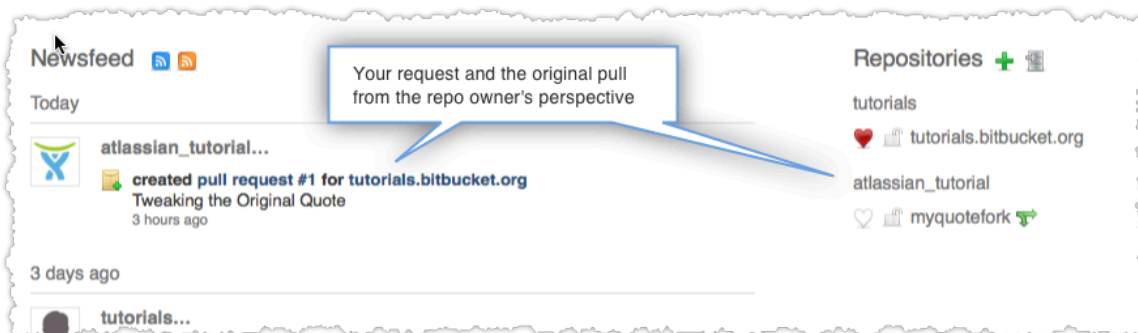 Newsfeed
Today
atlassian_tutorial...
created pull request #1 for tutorials.bitbucket.org
Tweaking the Original Quote
3 hours ago
3 days ago
tutorials...
Your request and the original pull
from the repo owner's perspective
Repositories
tutorials
tutorials.bitbucket.org
atlassian_tutorial
myquotefork